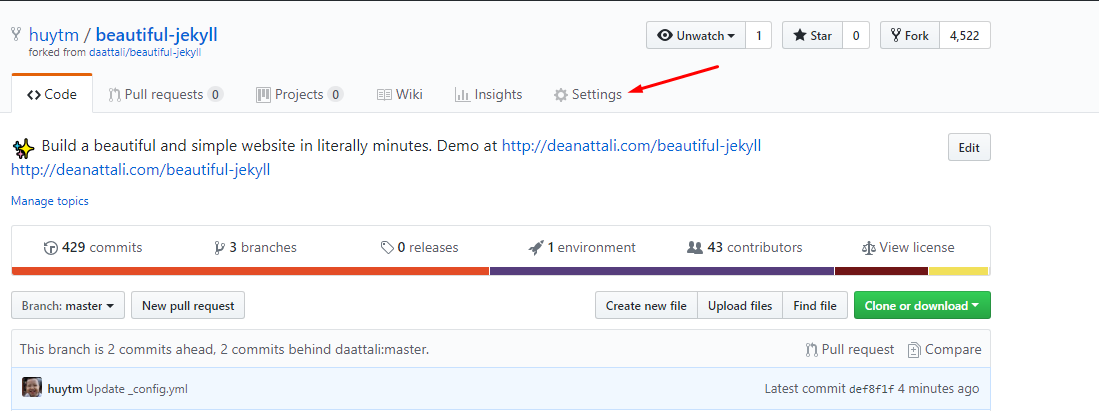 huytm / beautiful-jekyll
forked from daattali/beautiful-jekyll
Unwatch 1
Star 0
Fork 4,522
Code
Pull requests 0
Projects 0
Wiki
Insights
Settings
Build a beautiful and simple website in literally minutes. Demo at http://deanattali.com/beautiful-jekyll
http://deanattali.com/beautiful-jekyll
Edit
Manage topics
429 commits
3 branches
0 releases
1 environment
43 contributors
View license
Branch: master
New pull request
Create new file
Upload files
Find file
Clone or download
This branch is 2 commits ahead, 2 commits behind daattali:master.
Pull request
Compare
huytm Update _config.yml
Latest commit def8f1f 4 minutes ago